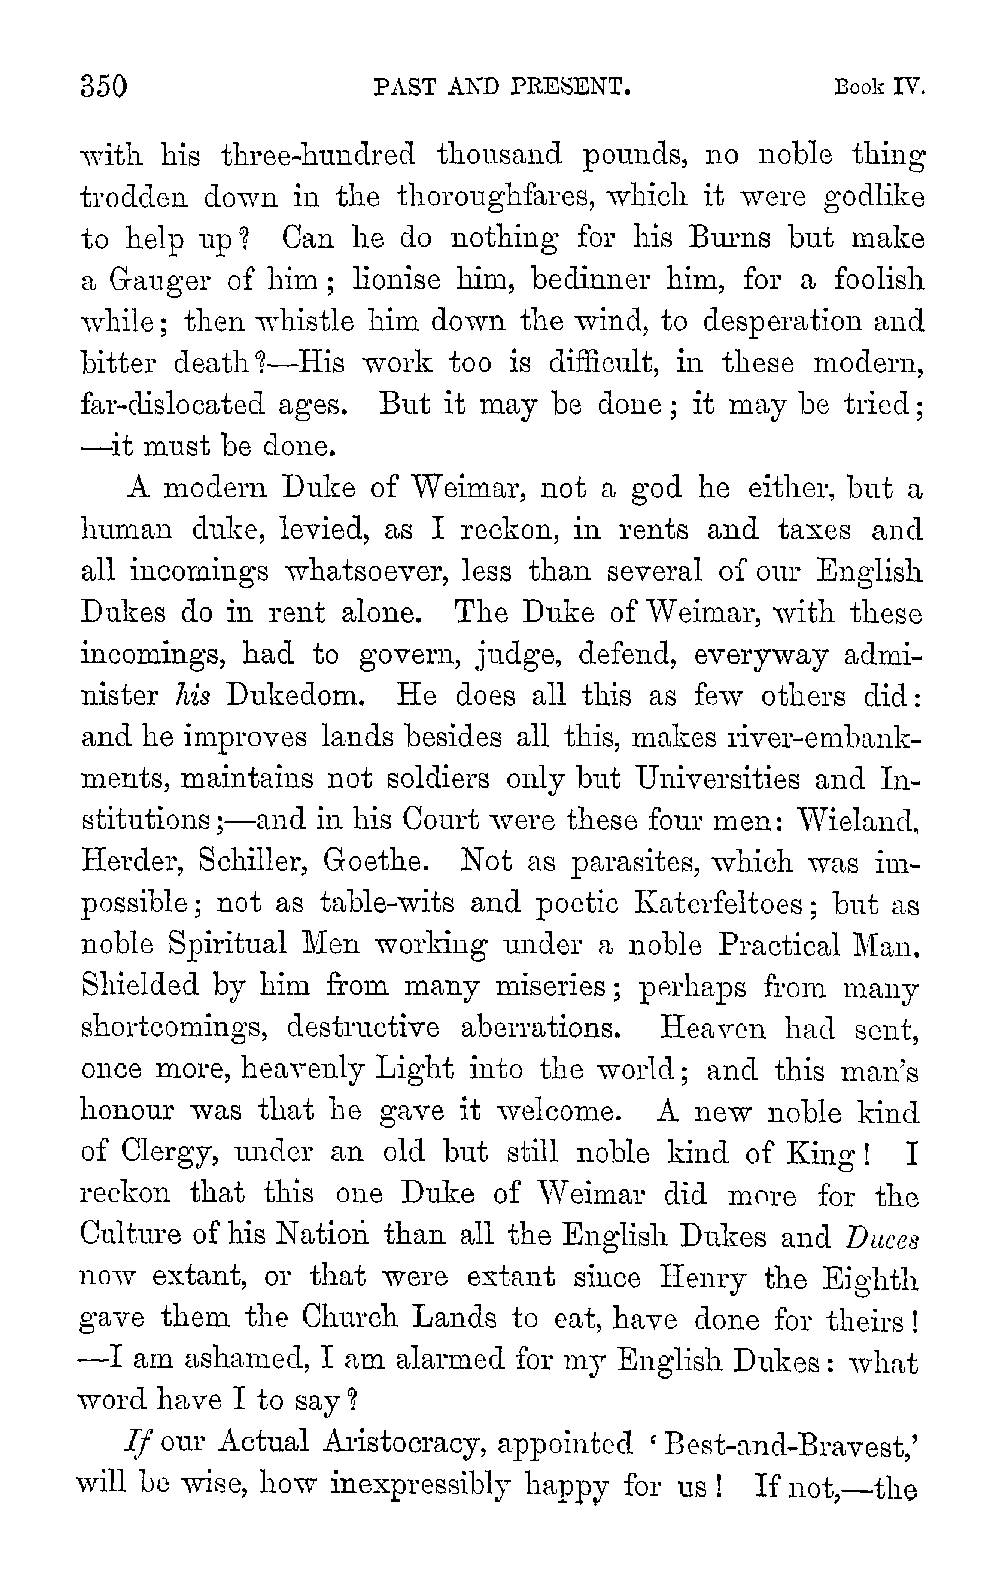 350 PAST AND PRESENT. Book IV.
with his three-hundred thousand pounds, no noble thing
trodden down in the thoroughfares, which it were godlike
to help up? Can he do nothing for his Burns but make
a Gauger of him; lionise him, bedinner him, for a foolish
while; then whistle him down the wind, to desperation and
bitter death?—His work too is difficult, in these modern,
far-dislocated ages. But it may be done; it may be tried;
—it must be done.
A modern Duke of Weimar, not a god he either, but a
human duke, levied, as I reckon, in rents and taxes and
all incomings whatsoever, less than several of our English
Dukes do in rent alone. The Duke of Weimar, with these
incomings, had to govern, judge, defend, everyway admi-
nister his Dukedom. He does all this as few others did:
and he improves lands besides all this, makes river-embank-
ments, maintains not soldiers only but Universities and In-
stitutions;—and in his Court were these four men: Wieland,
Herder, Schiller, Goethe. Not as parasites, which was im-
possible; not as table-wits and poetic Katerfeltoes; but as
noble Spiritual Men working under a noble Practical Man.
Shielded by him from many miseries; perhaps from many
shortcomings, destructive aberrations. Heaven had sent,
once more, heavenly Light into the world; and this man's
honour was that he gave it welcome. A new noble kind
of Clergy, under an old but still noble kind of King! I
reckon that this one Duke of Weimar did more for the
Culture of his Nation than all the English Dukes and Duces
now extant, or that were extant since Henry the Eighth
gave them the Church Lands to eat, have done for theirs!
—I am ashamed, I am alarmed for my English Dukes: what
word have I to say?
If our Actual Aristocracy, appointed ‘Best-and-Bravest,’
will be wise, how inexpressibly happy for us! If not,—the